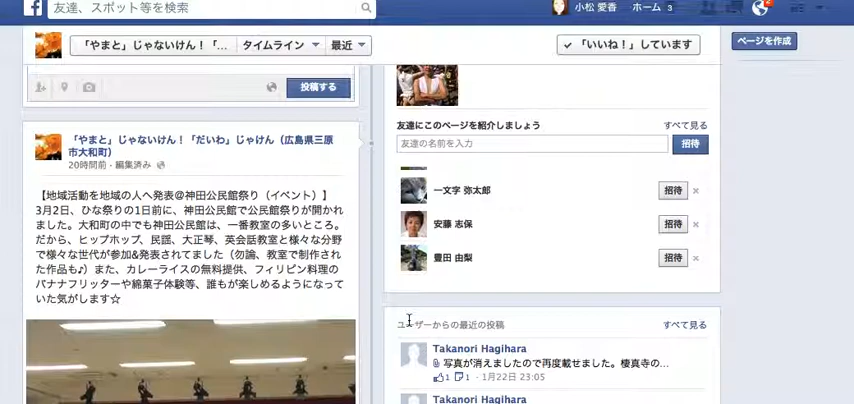 友達、スポット等を検索
小松 愛香
ホーム 3
「やまと」じゃないけん！「...
タイムライン
最近
✓「いいね！」しています
ページを作成
投稿する
「やまと」じゃないけん！「だいわ」じゃけん（広島県三原
市大和町）
20時間前・編集済み
【地域活動を地域の人へ発表＠神田公民館祭り（イベント）】
3月2日、ひな祭りの1日前に、神田公民館で公民館祭りが開かれ
ました。大和町の中でも神田公民館は、一番教室の多いところ。
だから、ヒップホップ、民謡、大正琴、英会話教室と様々な分野
で様々な世代が参加&発表されてました（勿論、教室で制作され
た作品も♪）また、カレーライスの無料提供、フィリピン料理の
バナナフリッターや綿菓子体験等、誰もが楽しめるようになって
いた気がします☆
友達にこのページを紹介しましょう
すべて見る
友達の名前を入力
招待
一文字 弥太郎
招待 ×
安藤 志保
招待 ×
豊田 由梨
招待 ×
ユーザーからの最近の投稿
すべて見る
Takanori Hagihara
写真が消えましたので再度載せました。棲真寺の...
1 1 · 1月22日 23:05
Takanori Hagihara